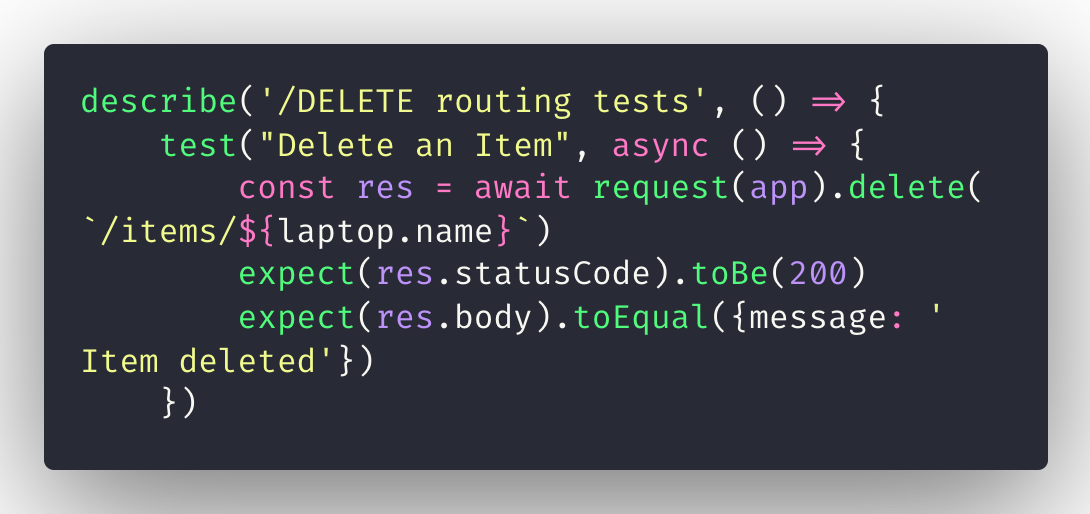 describe('/DELETE routing tests', () => {
    test("Delete an Item", async () => {
        const res = await request(app).delete(
`/items/${laptop.name}`)
        expect(res.statusCode).toBe(200)
        expect(res.body).toEqual({message: '
Item deleted'})
    })